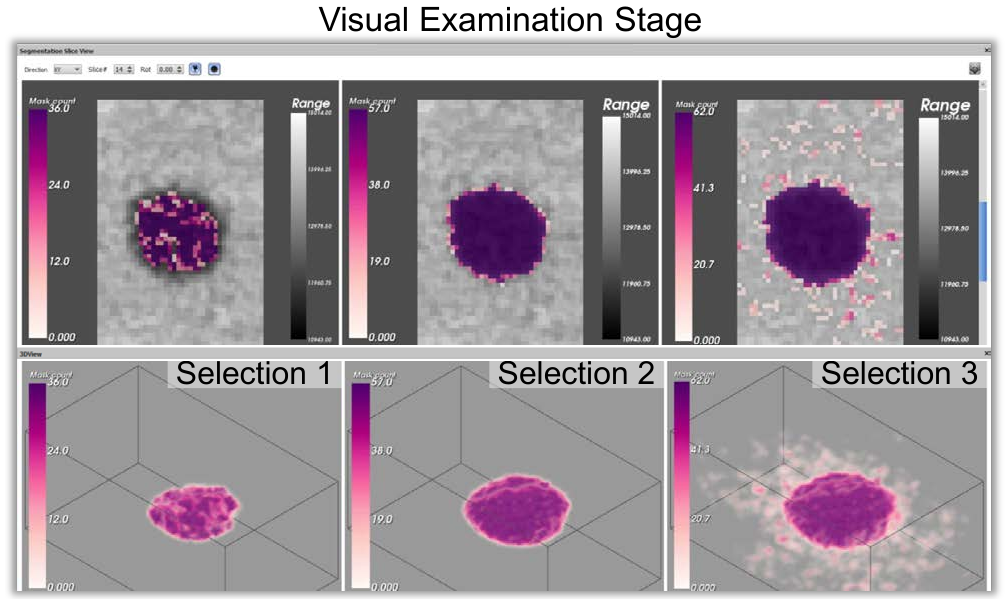 Visual Examination Stage
Segmentation Slice View
Direction XY Slice# 14 Rot 0.00
Mask count
36.0
24.0
12.0
0.000
Range
15014.00
13996.25
12978.50
11960.75
10943.00
Mask count
57.0
38.0
19.0
0.000
Range
15014.00
13996.25
12978.50
11960.75
10943.00
Mask count
62.0
41.3
20.7
0.000
Range
15014.00
13996.25
12978.50
11960.75
10943.00
3DView
Selection 1
Mask count
36.0
24.0
12.0
0.000
Selection 2
Mask count
57.0
38.0
19.0
0.000
Selection 3
Mask count
62.0
41.3
20.7
0.000